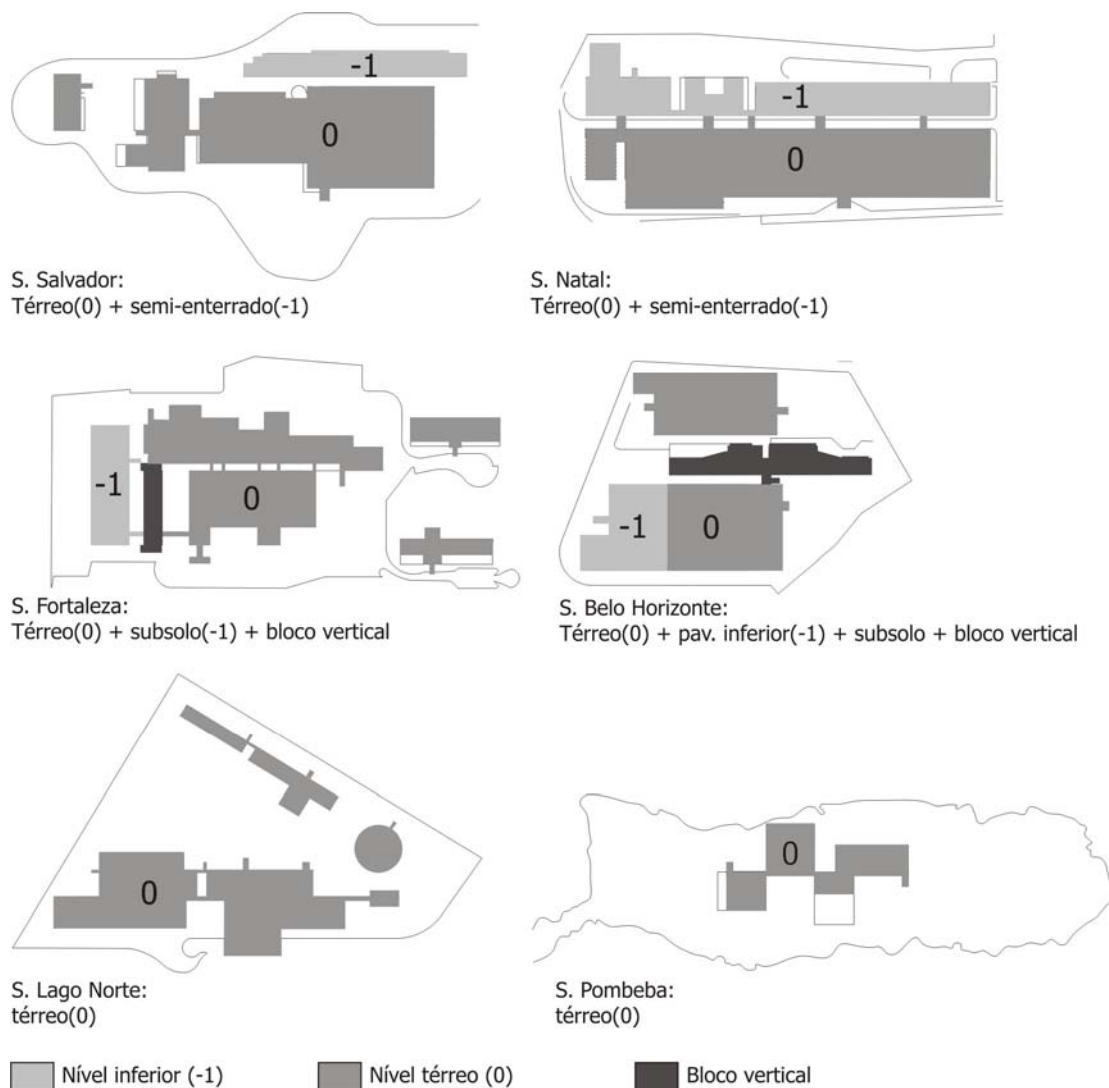 -1
0
S. Salvador:
Térreo(0) + semi-enterrado(-1)
-1
0
S. Natal:
Térreo(0) + semi-enterrado(-1)
-1
0
S. Fortaleza:
Térreo(0) + subsolo(-1) + bloco vertical
-1
0
S. Belo Horizonte:
Térreo(0) + pav. inferior(-1) + subsolo + bloco vertical
0
S. Lago Norte:
térreo(0)
0
S. Pombeba:
térreo(0)
Nível inferior (-1)
Nível térreo (0)
Bloco vertical